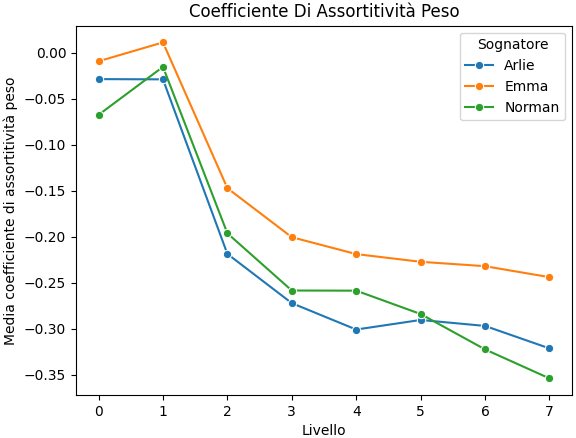 Coefficiente Di Assortitività Peso
Media coefficiente di assortitività peso
0.00
−0.05
−0.10
−0.15
−0.20
−0.25
−0.30
−0.35
Sognatore
Arlie
Emma
Norman
0 1 2 3 4 5 6 7
Livello